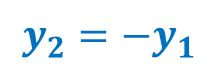 y₂ = −y₁